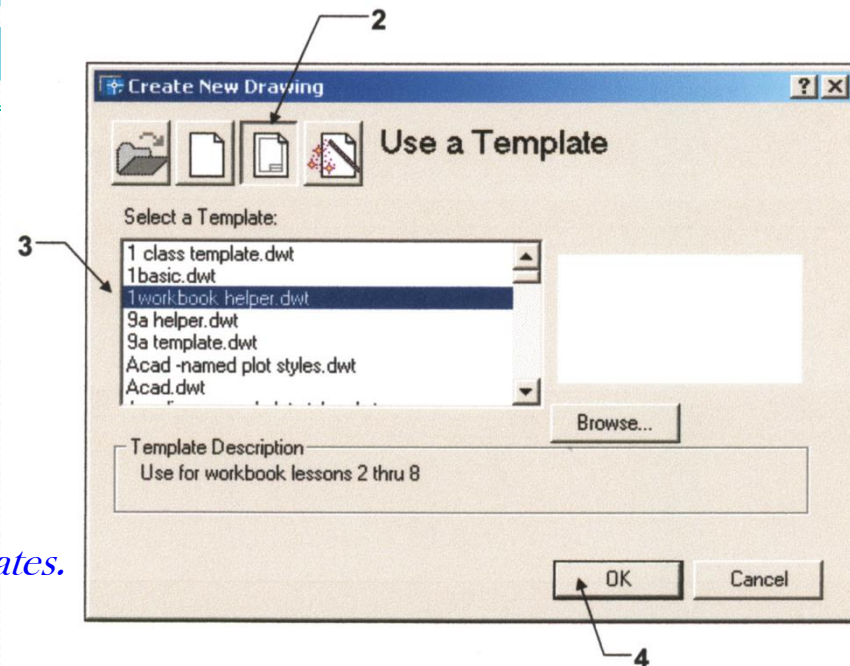 2
Create New Drawing
Use a Template
Select a Template:
3
1 class template.dwt
1basic.dwt
1workbook helper.dwt
9a helper.dwt
9a template.dwt
Acad -named plot styles.dwt
Acad.dwt
Browse...
Template Description
Use for workbook lessons 2 thru 8
ates.
OK
Cancel
4